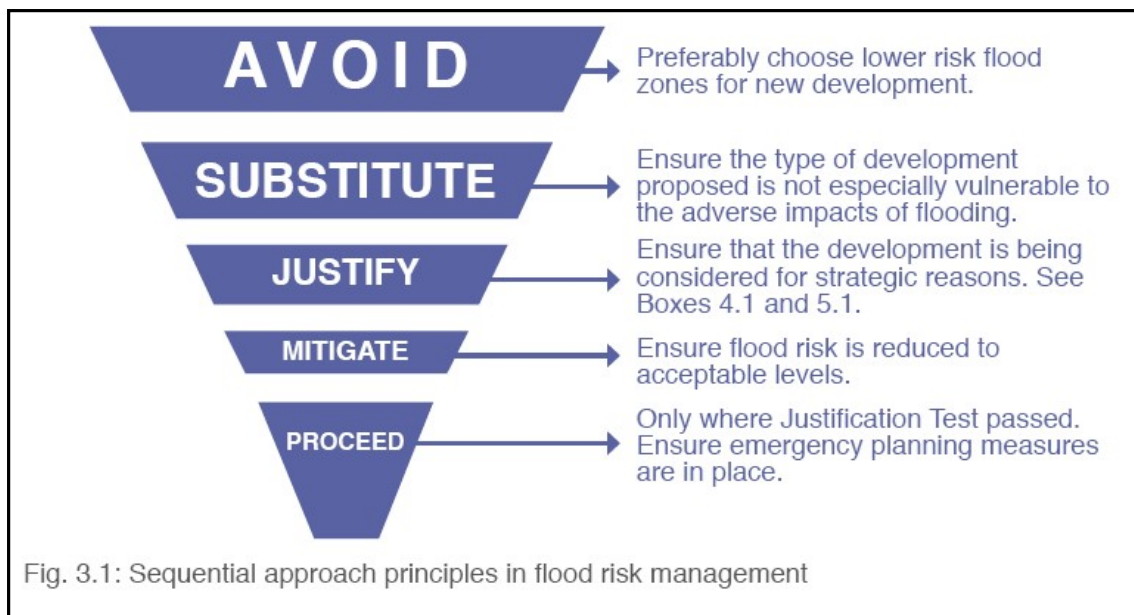 AVOID
Preferably choose lower risk flood
zones for new development.
SUBSTITUTE
Ensure the type of development
proposed is not especially vulnerable to
the adverse impacts of flooding.
JUSTIFY
Ensure that the development is being
considered for strategic reasons. See
Boxes 4.1 and 5.1.
MITIGATE
Ensure flood risk is reduced to
acceptable levels.
PROCEED
Only where Justification Test passed.
Ensure emergency planning measures
are in place.
Fig. 3.1: Sequential approach principles in flood risk management